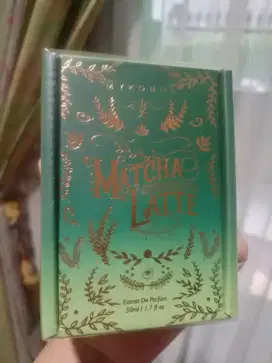 MATCHA
LATTE
Extrait De Parfum
50ml | 1.7 fl oz